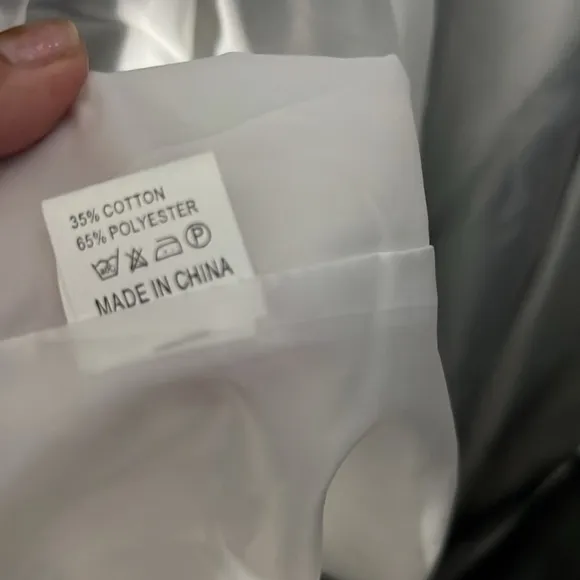 35% COTTON
65% POLYESTER
P
MADE IN CHINA